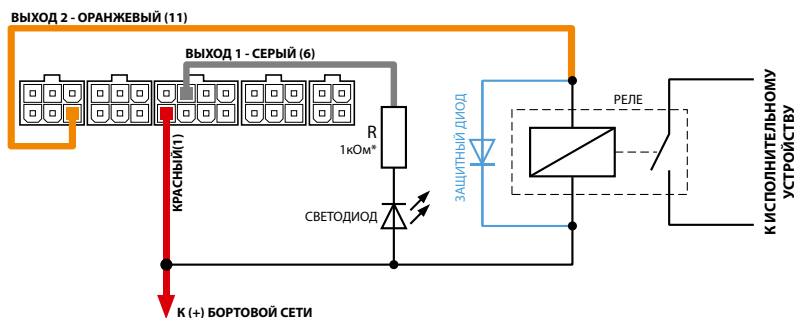 ВЫХОД 2 - ОРАНЖЕВЫЙ (11)
ВЫХОД 1 - СЕРЫЙ (6)
РЕЛЕ
R
1кОм*
ЗАЩИТНЫЙ ДИОД
КРАСНЫЙ(1)
СВЕТОДИОД
К ИСПОЛНИТЕЛЬНОМУ
УСТРОЙСТВУ
К (+) БОРТОВОЙ СЕТИ